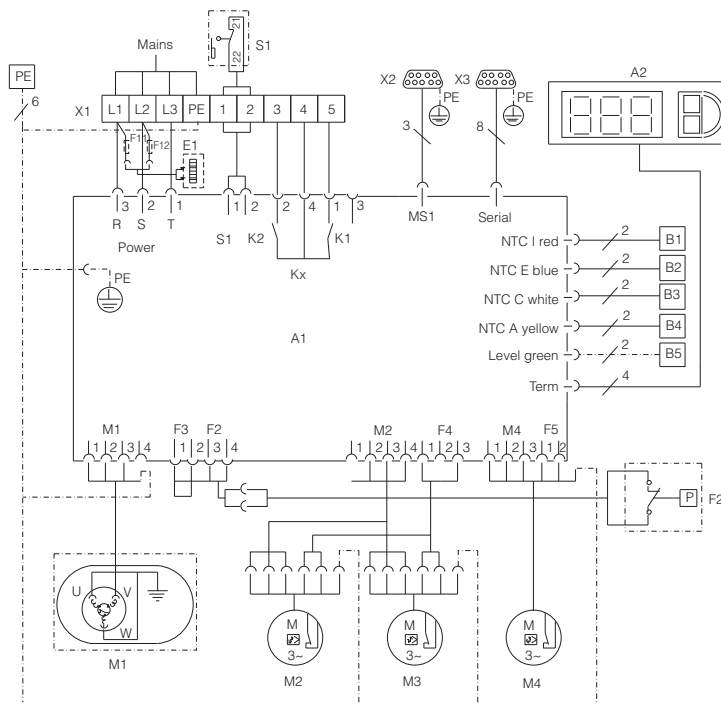 Mains
21
22
S1
X2
X3
A2
PE
6
PE
PE
X1
L1
L2
L3
PE
1
2
3
4
5
F11
F12
E1
3
8
3
2
1
1
2
2
4
1
3
MS1
Serial
R
S
T
S1
K2
K1
Power
Kx
NTC I red
2
B1
NTC E blue
2
B2
NTC C white
2
B3
NTC A yellow
2
B4
Level green
2
B5
Term
4
PE
A1
M1
F3
F2
M2
F4
M4
F5
1
2
3
4
1
2
3
4
1
2
3
4
1
2
3
1
2
3
1
2
P
F2
U
V
W
M
3~
M
3~
M
3~
M1
M2
M3
M4